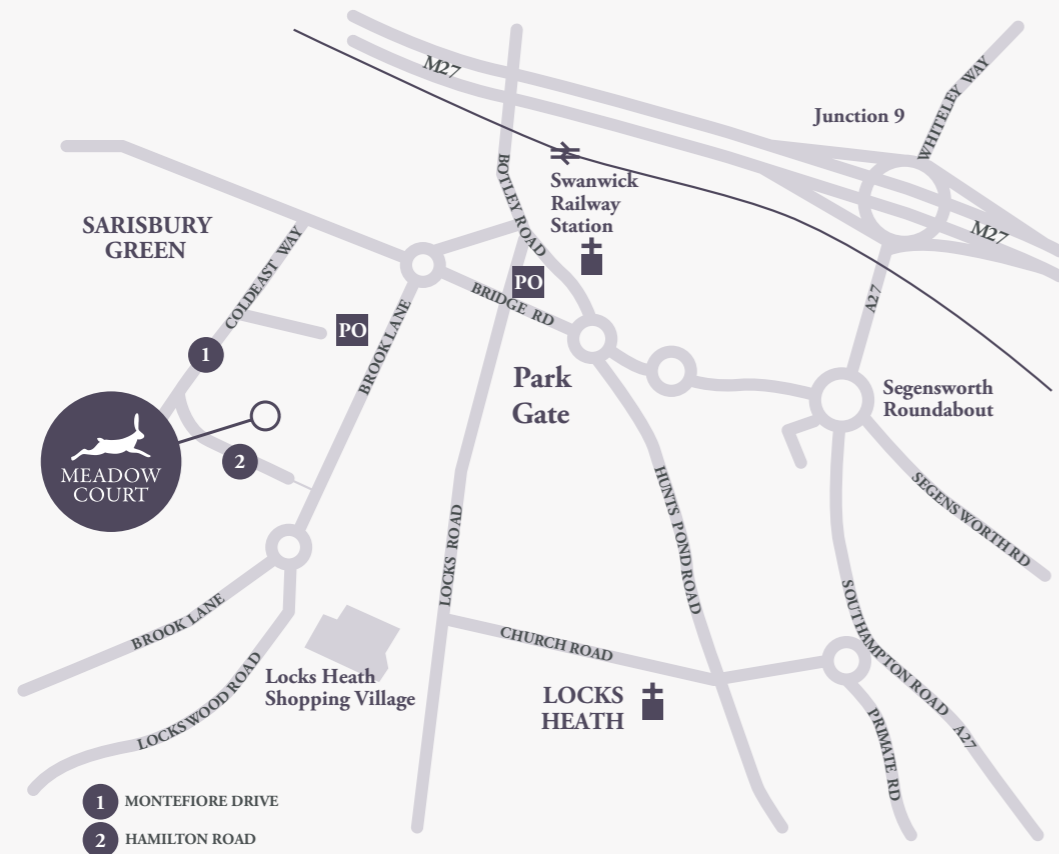 M27
Junction 9
WHITELEY WAY
BOTLEY ROAD
Swanwick
Railway
Station
SARISBURY
GREEN
COLDEAST WAY
M27
PO
BRIDGE RD
A27
PO
BROOK LANE
1
Park
Gate
Segensworth
Roundabout
MEADOW
COURT
2
HUNTS POND ROAD
SEGENSWORTH RD
LOCKS ROAD
SOUTHAMPTON ROAD A27
BROOK LANE
CHURCH ROAD
LOCKSWOOD ROAD
Locks Heath
Shopping Village
LOCKS
HEATH
PRIMATE RD
1 MONTEFIORE DRIVE
2 HAMILTON ROAD